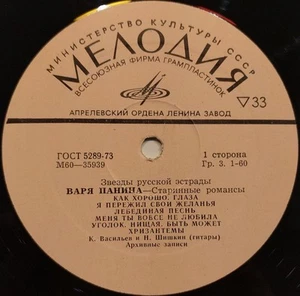 МИНИСТЕРСТВО КУЛЬТУРЫ СССР
МЕЛОДИЯ
ВСЕСОЮЗНАЯ ФИРМА ГРАМПЛАСТИНОК
АПРЕЛЕВСКИЙ ОРДЕНА ЛЕНИНА ЗАВОД
▽33
ГОСТ 5289-73
М60—35939
1 сторона
Гр. 3. 1-60
Звезды русской эстрады
ВАРЯ ПАНИНА—Старинные романсы
КАК ХОРОШО, ГЛАЗА
Я ПЕРЕЖИЛ СВОИ ЖЕЛАНЬЯ
ЛЕБЕДИНАЯ ПЕСНЬ
МЕНЯ ТЫ ВОВСЕ НЕ ЛЮБИЛА
УГОЛОК, НИЩАЯ, БЫТЬ МОЖЕТ
ХРИЗАНТЕМЫ
К. Васильев и Н. Шишкин (гитары)
Архивные записи